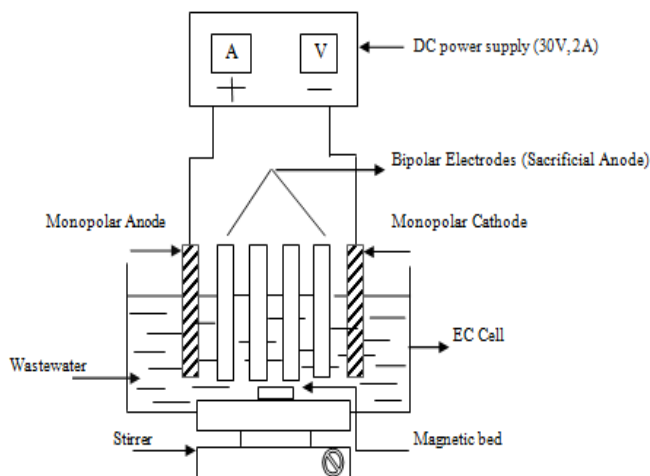 A V
+ −
DC power supply (30V, 2A)
Bipolar Electrodes (Sacrificial Anode)
Monopolar Anode
Monopolar Cathode
EC Cell
Wastewater
Stirrer
Magnetic bed